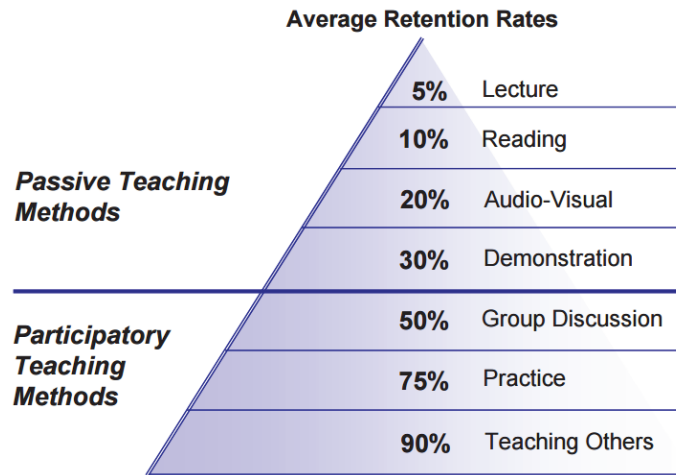 Average Retention Rates
5% Lecture
10% Reading
Passive Teaching
Methods
20% Audio-Visual
30% Demonstration
Participatory
Teaching
Methods
50% Group Discussion
75% Practice
90% Teaching Others